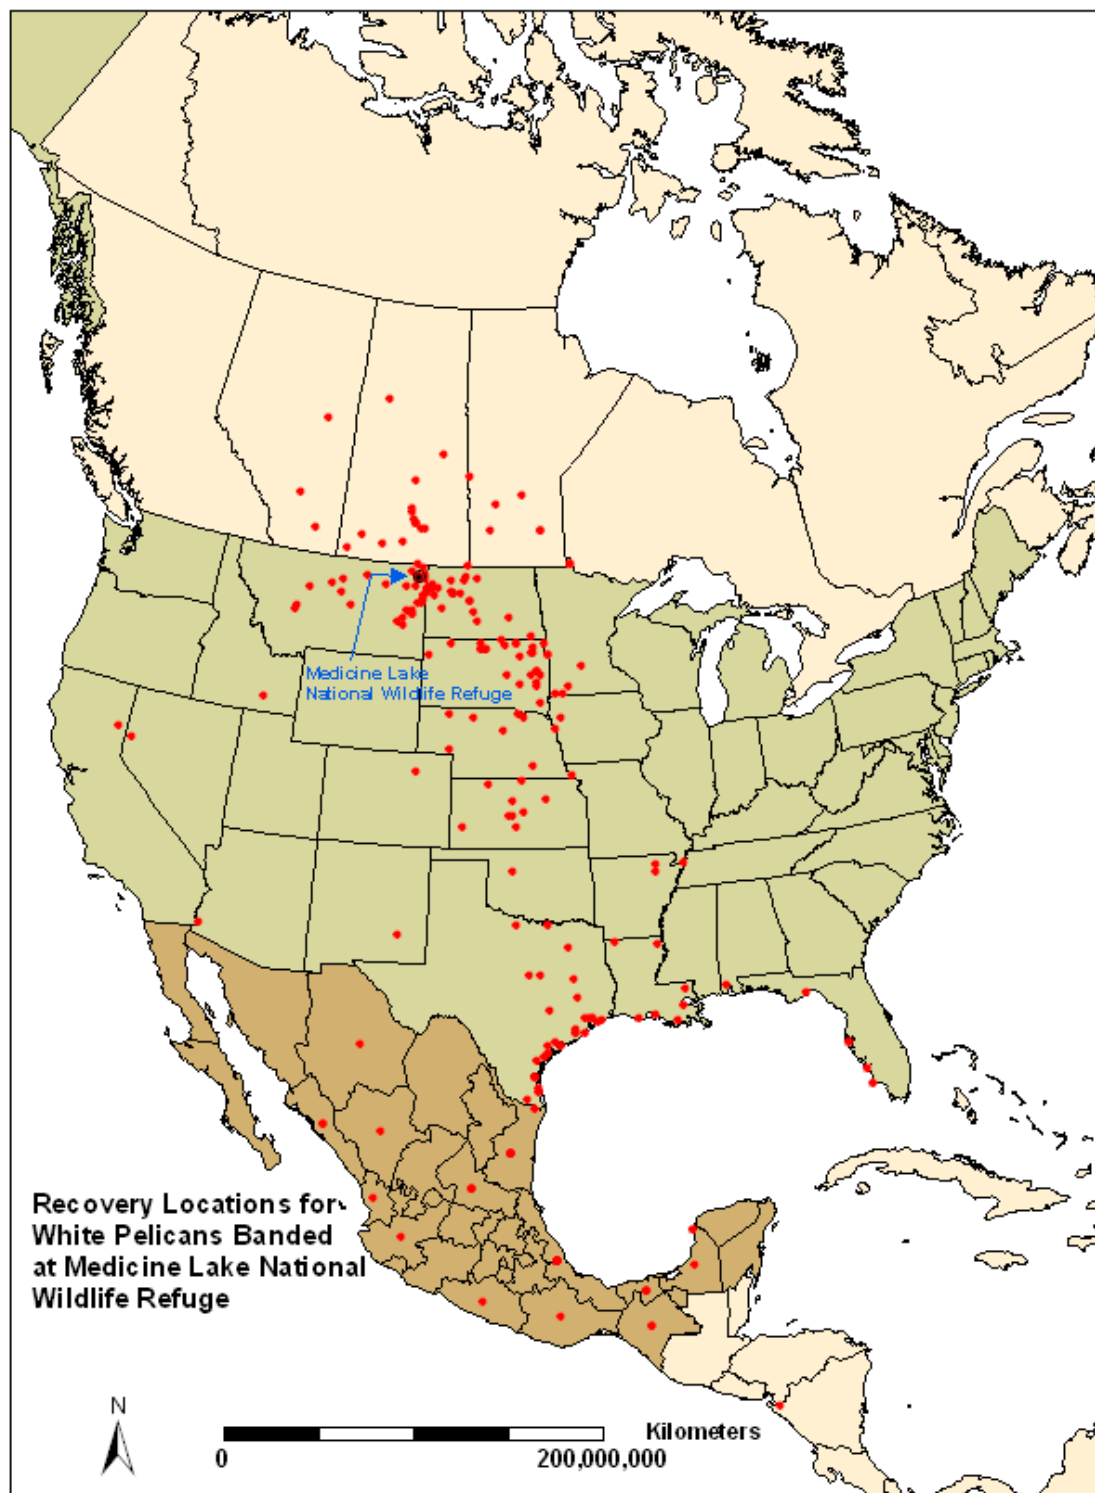 Medicine Lake
National Wildlife Refuge
Recovery Locations for
White Pelicans Banded
at Medicine Lake National
Wildlife Refuge
N
Kilometers
0 200,000,000